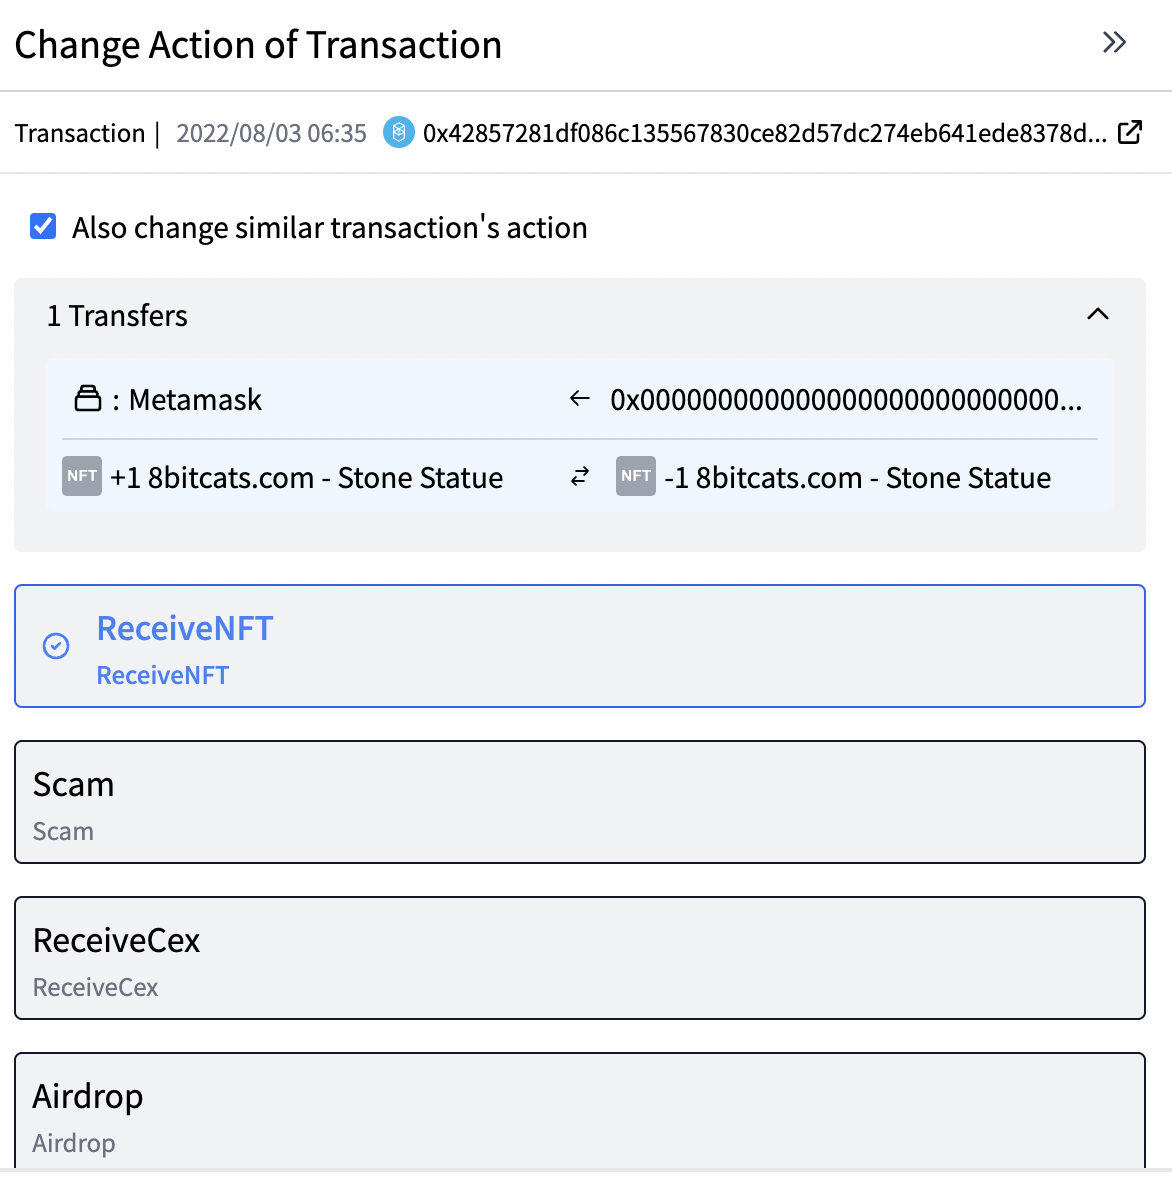 Change Action of Transaction
Transaction | 2022/08/03 06:35 0x42857281df086c135567830ce82d57dc274eb641ede8378d...
Also change similar transaction's action
1 Transfers
: Metamask ← 0x0000000000000000000000000000...
NFT +1 8bitcats.com - Stone Statue ⇄ NFT -1 8bitcats.com - Stone Statue
ReceiveNFT
ReceiveNFT
Scam
Scam
ReceiveCex
ReceiveCex
Airdrop
Airdrop